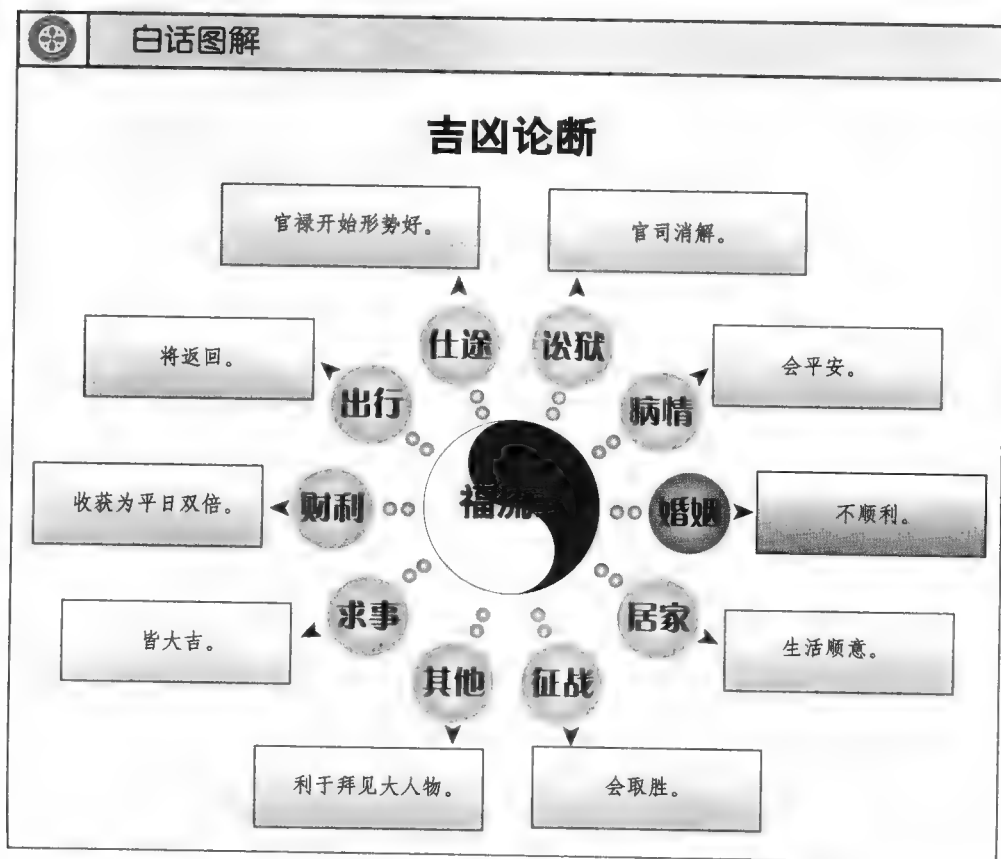 白话图解
吉凶论断
官禄开始形势好。
官司消解。
仕途
讼狱
将返回。
会平安。
出行
病情
收获为平日双倍。
财利
福流
婚姻
不顺利。
求事
居家
皆大吉。
生活顺意。
其他
征战
利于拜见大人物。
会取胜。